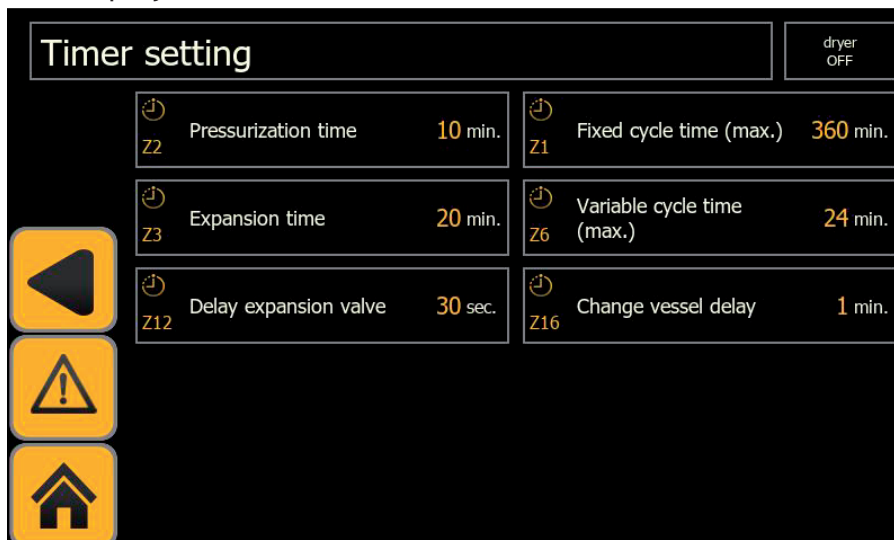 Timer setting
dryer
OFF
Z2 Pressurization time 10 min.
Z1 Fixed cycle time (max.) 360 min.
Z3 Expansion time 20 min.
Z6 Variable cycle time
(max.) 24 min.
Z12 Delay expansion valve 30 sec.
Z16 Change vessel delay 1 min.